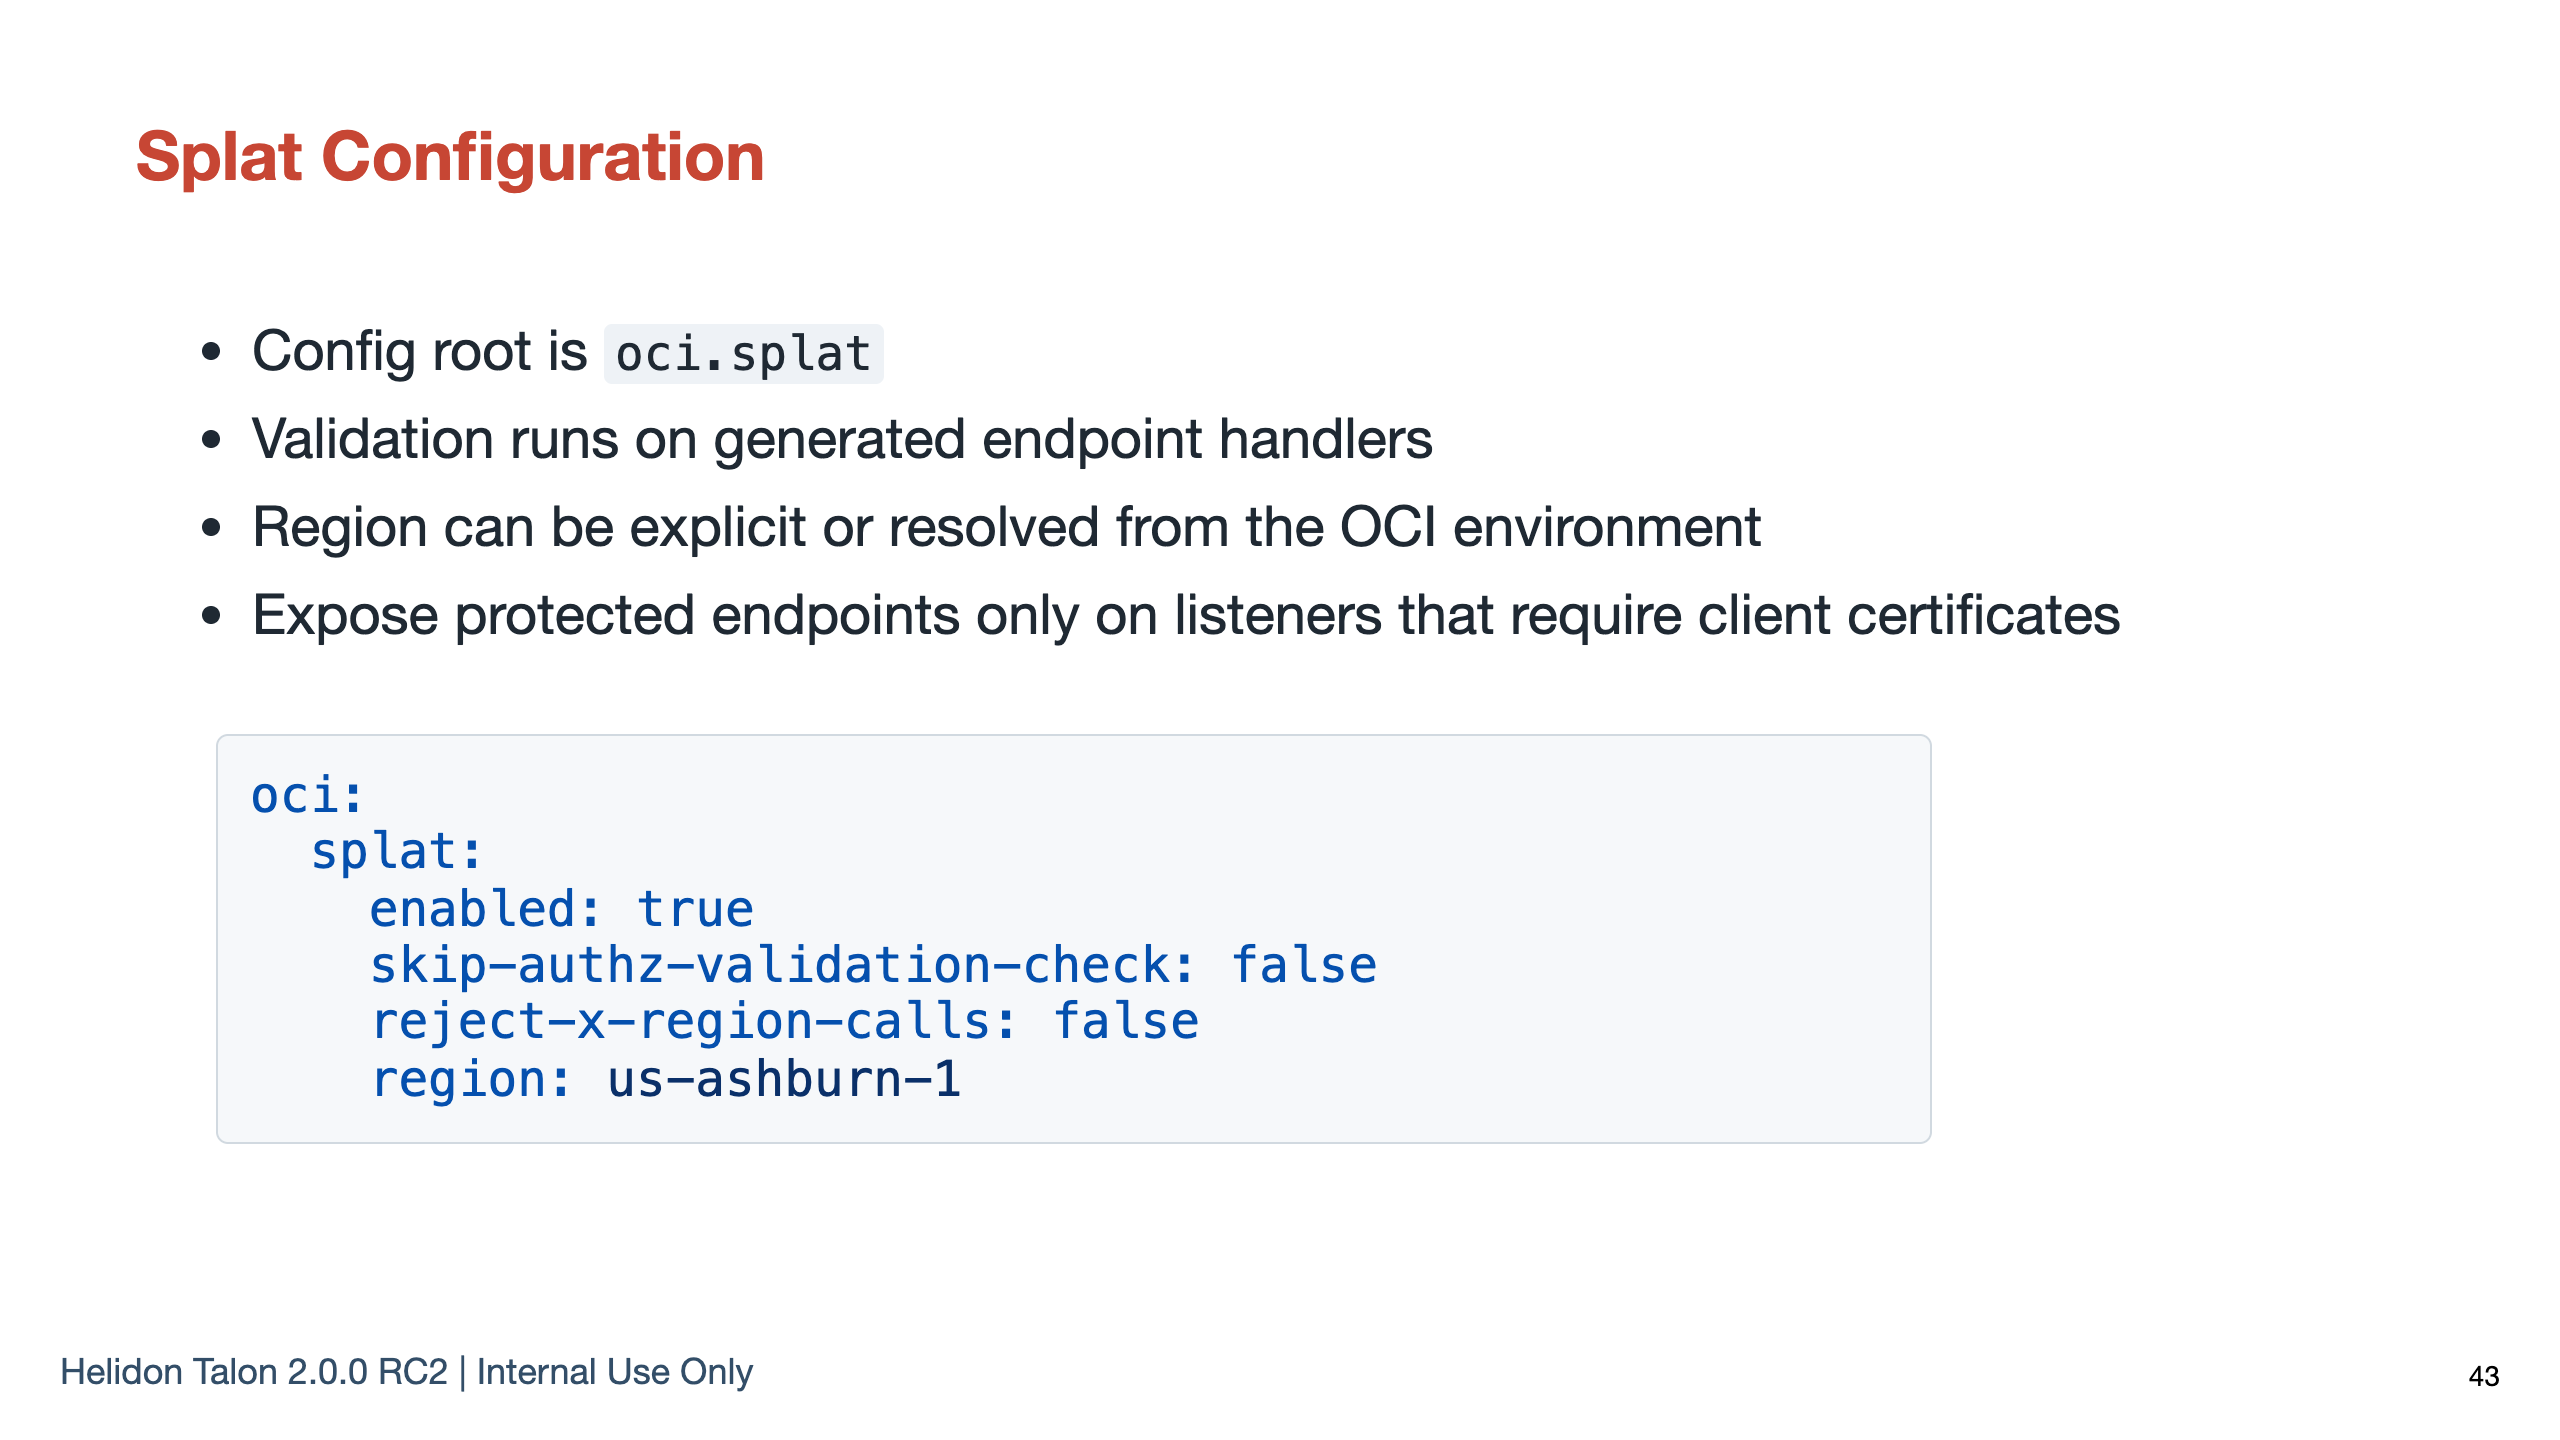 Splat Configuration
• Config root is oci.splat
• Validation runs on generated endpoint handlers
• Region can be explicit or resolved from the OCI environment
• Expose protected endpoints only on listeners that require client certificates
oci:
  splat:
    enabled: true
    skip-authz-validation-check: false
    reject-x-region-calls: false
    region: us-ashburn-1
Helidon Talon 2.0.0 RC2 | Internal Use Only
43